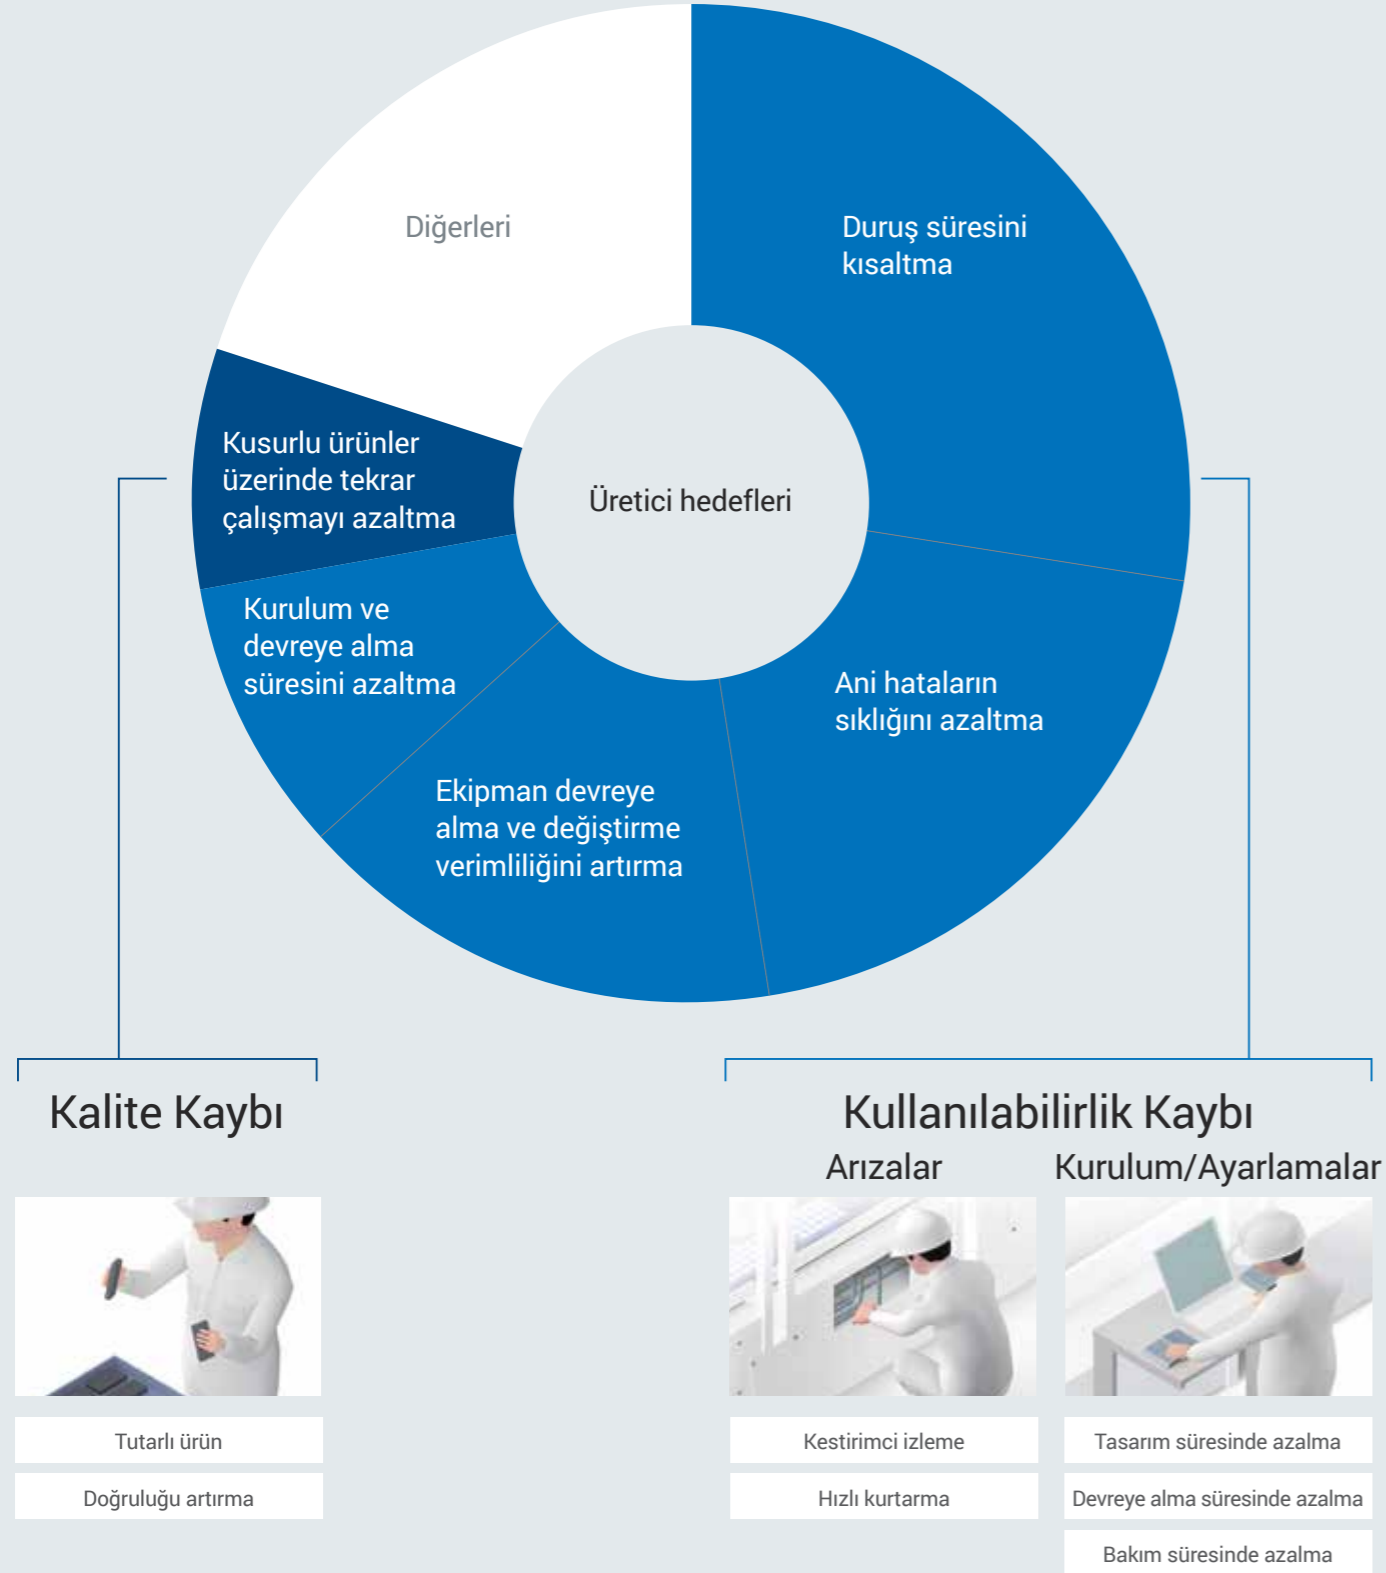 Diğerleri
Duruş süresini
kısaltma
Kusurlu ürünler
üzerinde tekrar
çalışmayı azaltma
Üretici hedefleri
Kurulum ve
devreye alma
süresini azaltma
Ani hataların
sıklığını azaltma
Ekipman devreye
alma ve değiştirme
verimliliğini artırma
Kalite Kaybı
Tutarlı ürün
Doğruluğu artırma
Kullanılabilirlik Kaybı
Arızalar
Kestirimci izleme
Hızlı kurtarma
Kurulum/Ayarlamalar
Tasarım süresinde azalma
Devreye alma süresinde azalma
Bakım süresinde azalma